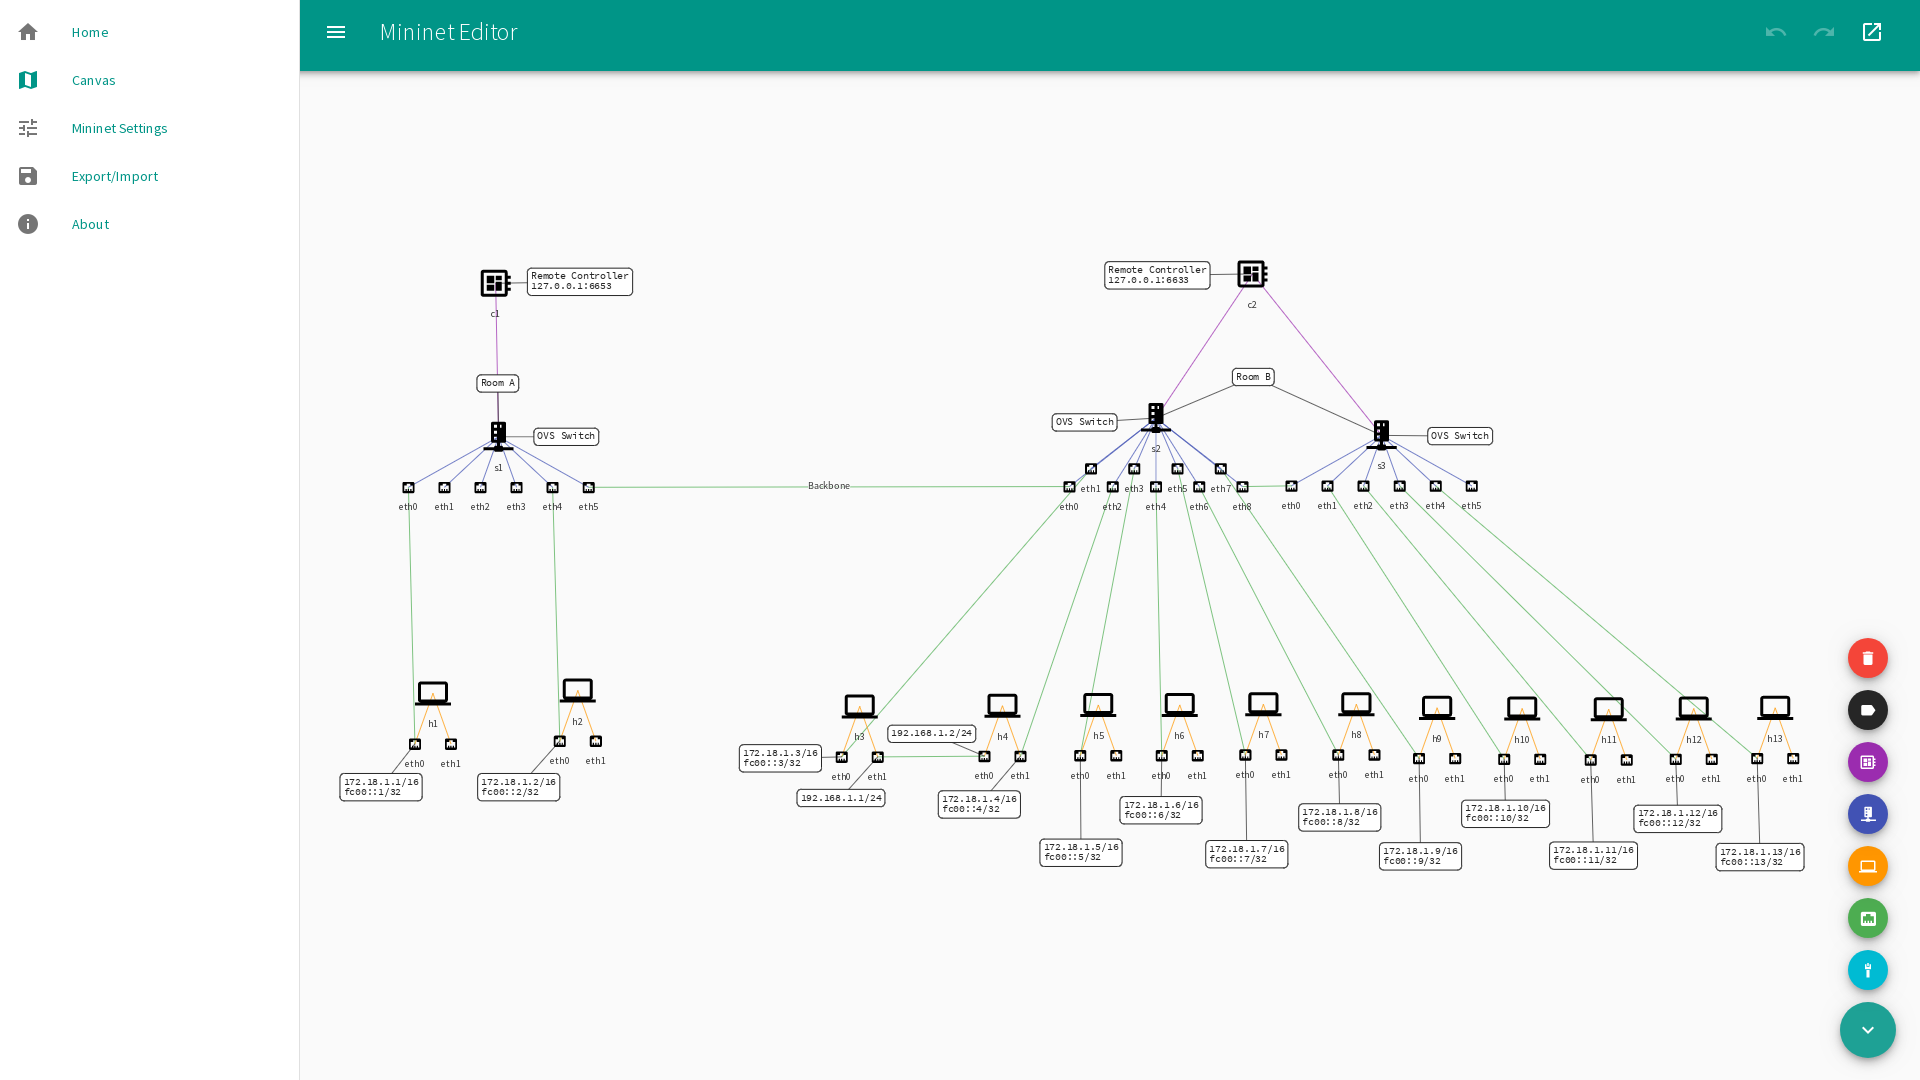 Home
Canvas
Mininet Settings
Export/Import
About
Mininet Editor
Remote Controller
127.0.0.1:6653
c1
Room A
OVS Switch
s1
eth0 eth1 eth2 eth3 eth4 eth5
Backbone
Remote Controller
127.0.0.1:6633
c2
Room B
OVS Switch
s2
OVS Switch
s3
eth1 eth3 eth5 eth7
eth0 eth2 eth4 eth6 eth8
eth0 eth1 eth2 eth3 eth4 eth5
h1
eth0 eth1
172.18.1.1/16
fc00::1/32
h2
eth0 eth1
172.18.1.2/16
fc00::2/32
h3
172.18.1.3/16
fc00::3/32
eth0 eth1
192.168.1.1/24
192.168.1.2/24
h4
eth0 eth1
172.18.1.4/16
fc00::4/32
h5
eth0 eth1
172.18.1.5/16
fc00::5/32
h6
eth0 eth1
172.18.1.6/16
fc00::6/32
h7
eth0 eth1
172.18.1.7/16
fc00::7/32
h8
eth0 eth1
172.18.1.8/16
fc00::8/32
h9
eth0 eth1
172.18.1.9/16
fc00::9/32
h10
eth0 eth1
172.18.1.10/16
fc00::10/32
h11
eth0 eth1
172.18.1.11/16
fc00::11/32
h12
eth0 eth1
172.18.1.12/16
fc00::12/32
h13
eth0 eth1
172.18.1.13/16
fc00::13/32